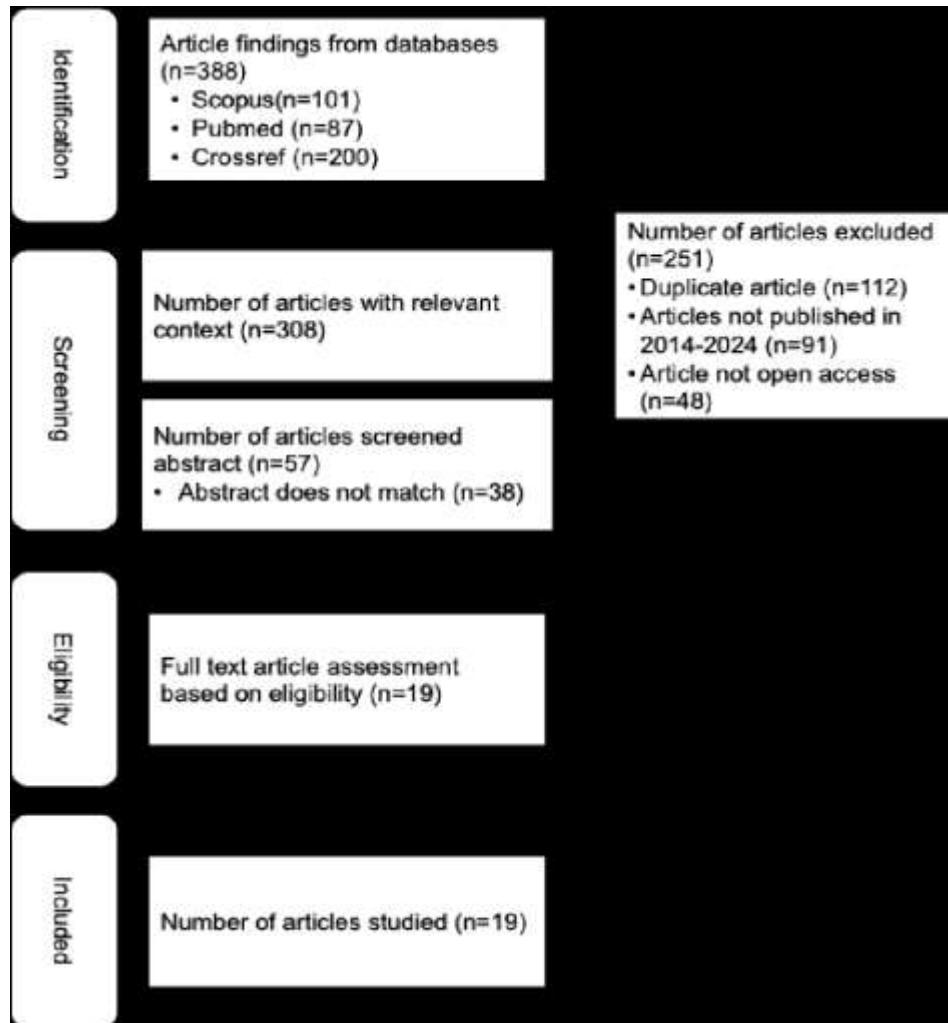 Identification
Article findings from databases
(n=388)
• Scopus(n=101)
• Pubmed (n=87)
• Crossref (n=200)
Number of articles excluded
(n=251)
•Duplicate article (n=112)
•Articles not published in
2014-2024 (n=91)
•Article not open access
(n=48)
Screening
Number of articles with relevant
context (n=308)
Number of articles screened
abstract (n=57)
• Abstract does not match (n=38)
Eligibility
Full text article assessment
based on eligibility (n=19)
Included
Number of articles studied (n=19)